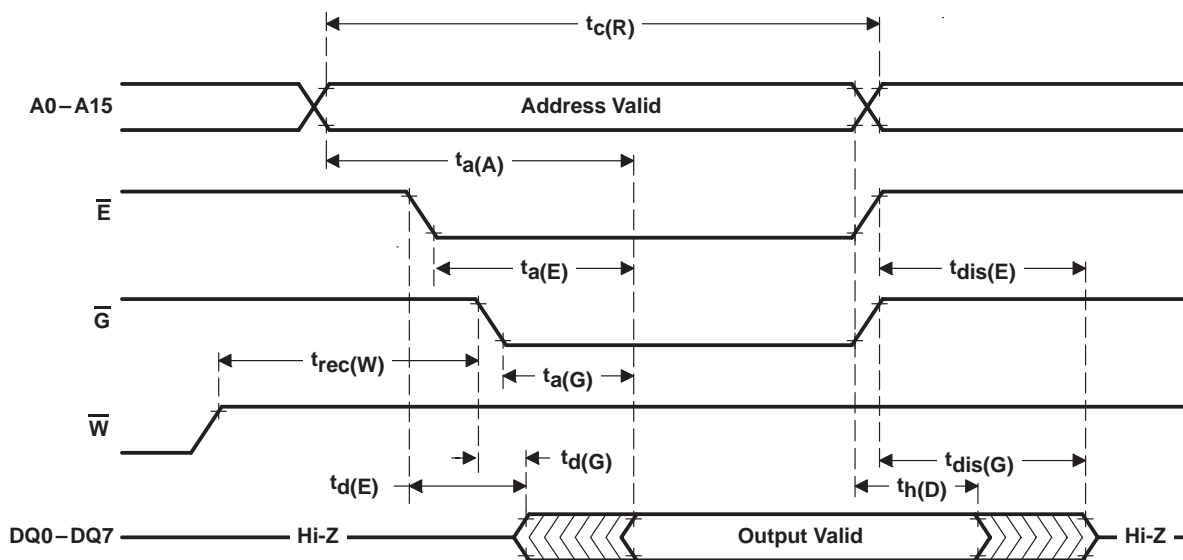 tc(R)
A0–A15
Address Valid
ta(A)
E
ta(E)
tdis(E)
G
trec(W)
ta(G)
W
td(G)
tdis(G)
td(E)
th(D)
DQ0–DQ7
Hi-Z
Output Valid
Hi-Z